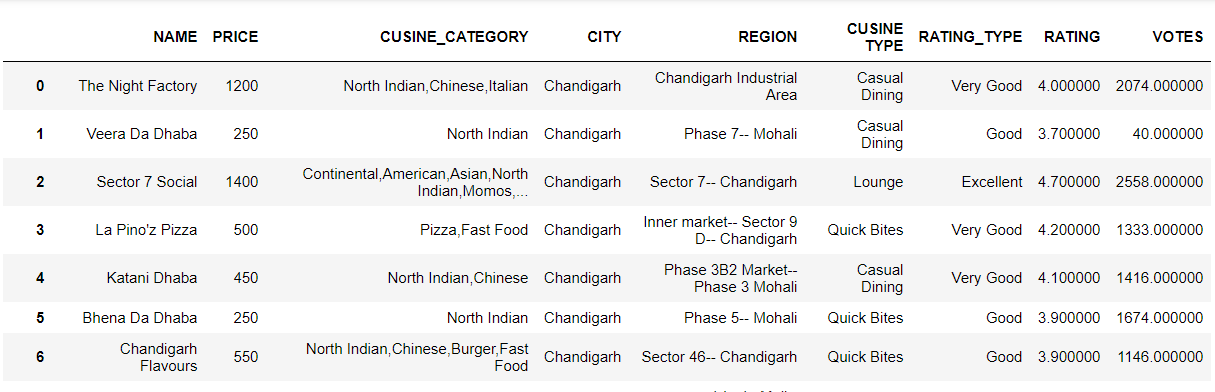 NAME PRICE CUSINE_CATEGORY CITY REGION CUSINE TYPE RATING_TYPE RATING VOTES
0 The Night Factory 1200 North Indian,Chinese,Italian Chandigarh Chandigarh Industrial Area Casual Dining Very Good 4.000000 2074.000000
1 Veera Da Dhaba 250 North Indian Chandigarh Phase 7-- Mohali Casual Dining Good 3.700000 40.000000
2 Sector 7 Social 1400 Continental,American,Asian,North Indian,Momos,... Chandigarh Sector 7-- Chandigarh Lounge Excellent 4.700000 2558.000000
3 La Pino'z Pizza 500 Pizza,Fast Food Chandigarh Inner market-- Sector 9 D-- Chandigarh Quick Bites Very Good 4.200000 1333.000000
4 Katani Dhaba 450 North Indian,Chinese Chandigarh Phase 3B2 Market-- Phase 3 Mohali Casual Dining Very Good 4.100000 1416.000000
5 Bhena Da Dhaba 250 North Indian Chandigarh Phase 5-- Mohali Quick Bites Good 3.900000 1674.000000
6 Chandigarh Flavours 550 North Indian,Chinese,Burger,Fast Food Chandigarh Sector 46-- Chandigarh Quick Bites Good 3.900000 1146.000000